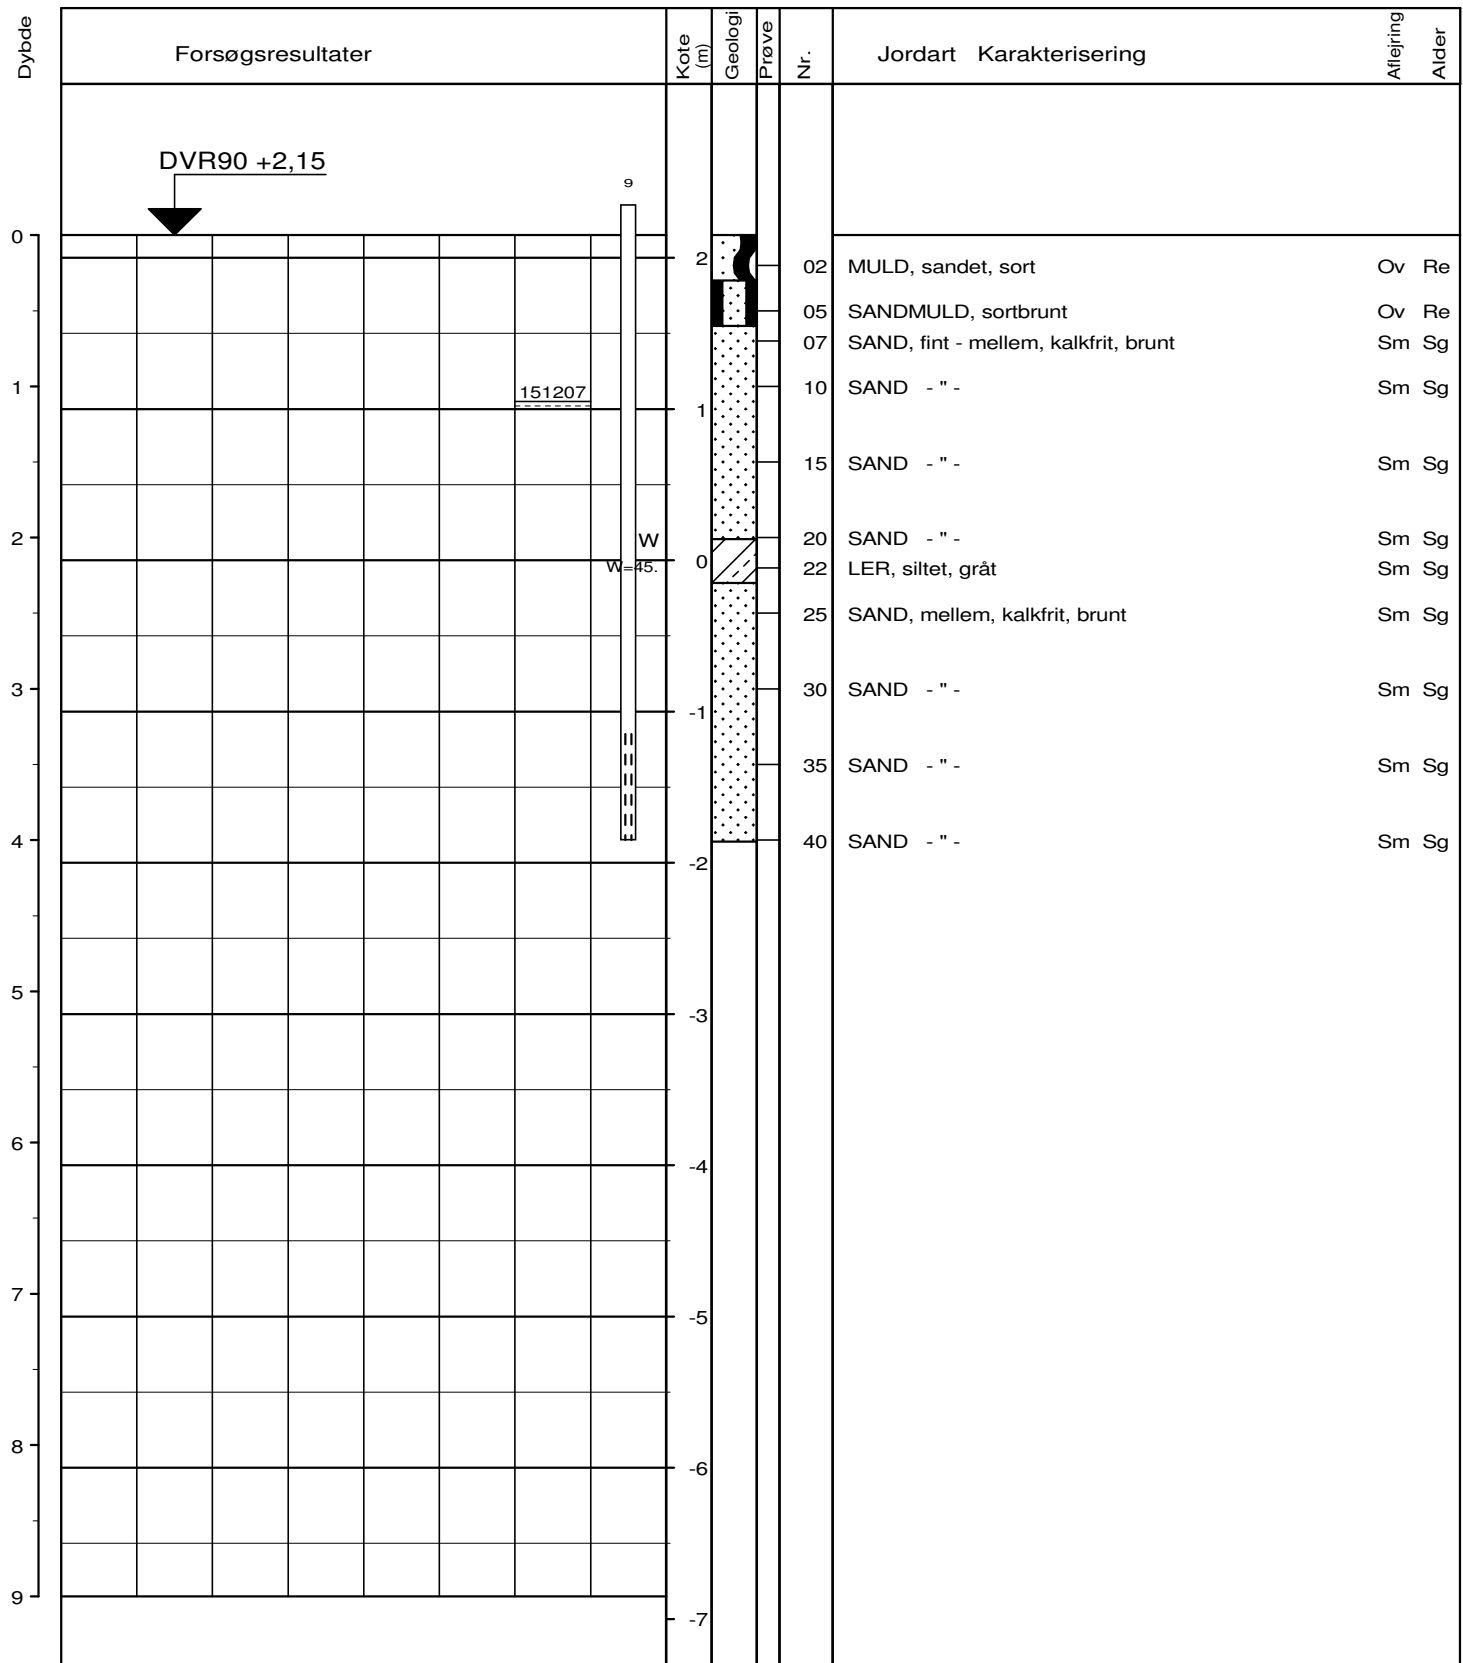 Dybde
Forsøgsresultater
Kote (m)
Geologi
Prøve
Nr.
Jordart Karakterisering
Aflejring
Alder
DVR90 +2,15
9
0
2
02 MULD, sandet, sort Ov Re
05 SANDMULD, sortbrunt Ov Re
07 SAND, fint - mellem, kalkfrit, brunt Sm Sg
1
151207
10 SAND - " - Sm Sg
1
15 SAND - " - Sm Sg
2
W
20 SAND - " - Sm Sg
0
W=45.
22 LER, siltet, gråt Sm Sg
25 SAND, mellem, kalkfrit, brunt Sm Sg
3
30 SAND - " - Sm Sg
-1
35 SAND - " - Sm Sg
4
40 SAND - " - Sm Sg
-2
5
-3
6
-4
7
-5
8
-6
9
-7